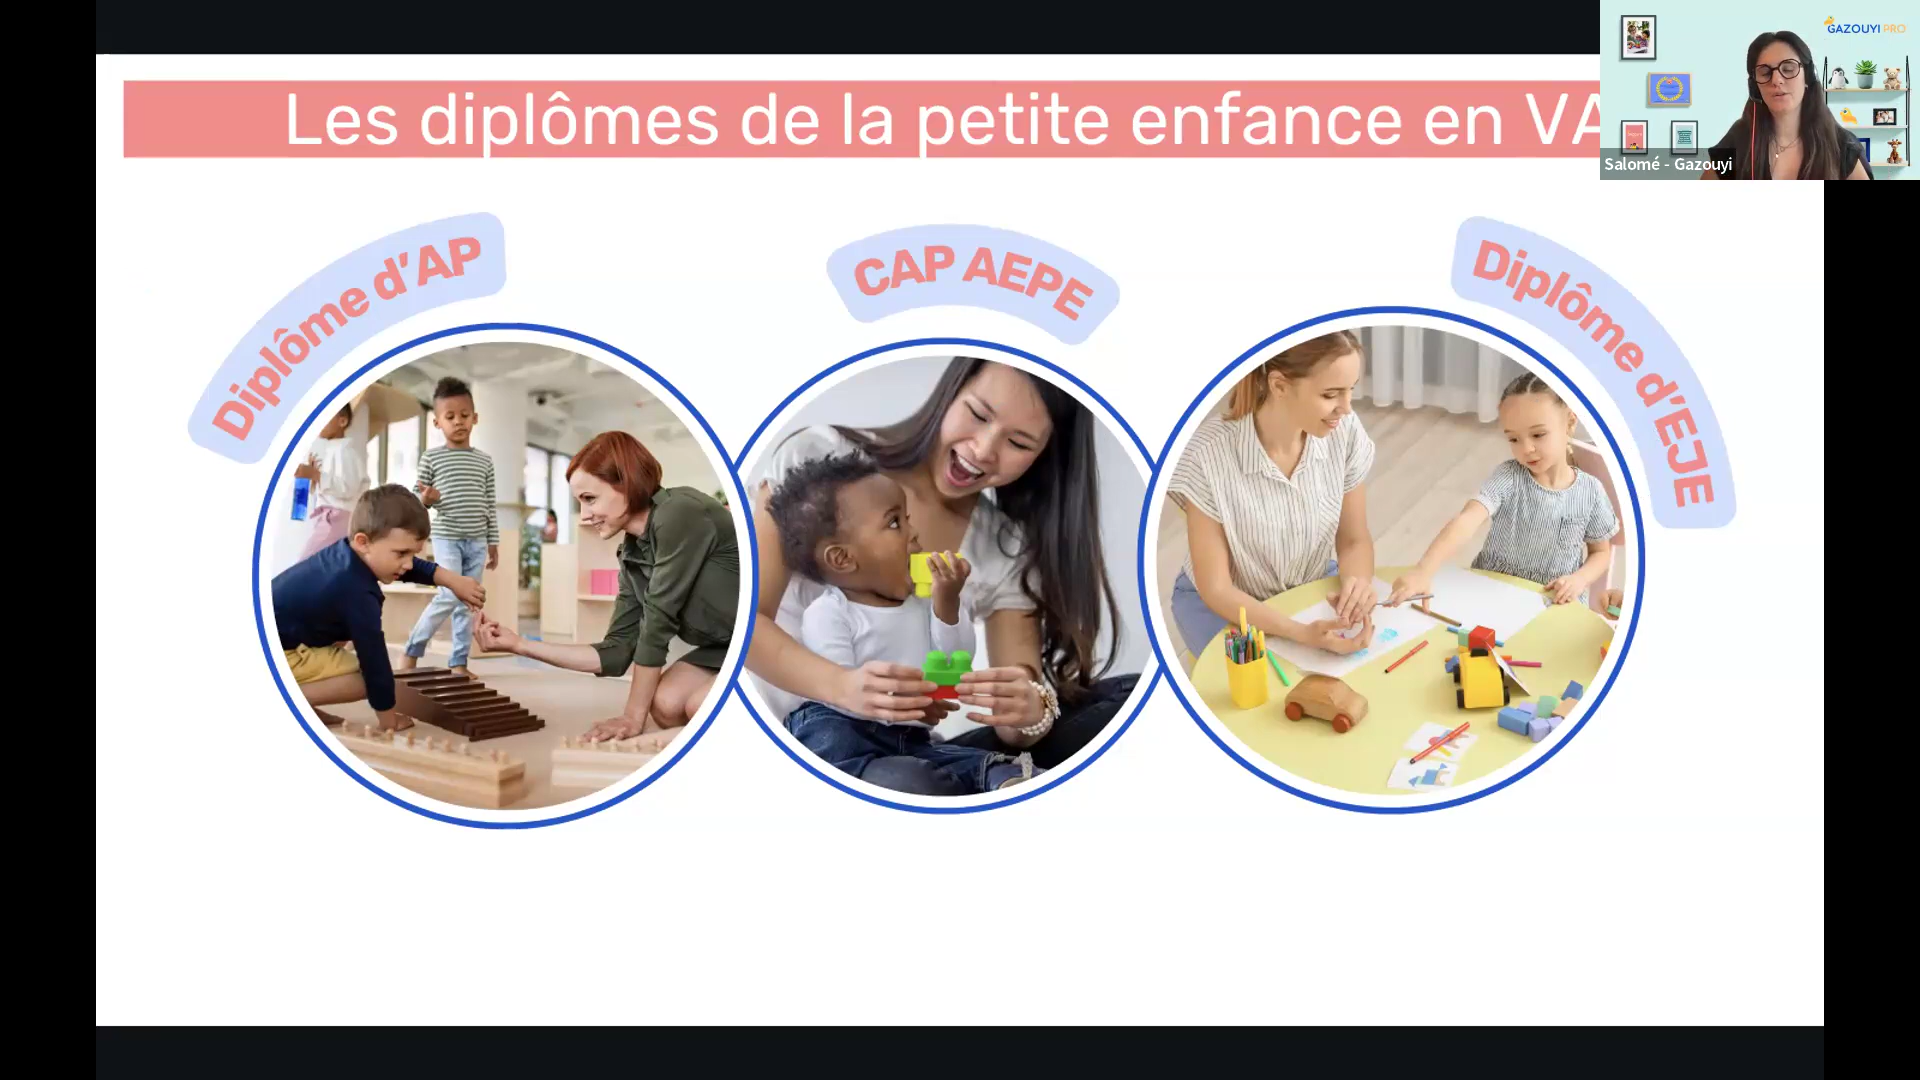 Les diplômes de la petite enfance en VA
GAZOUYI PRO
Salomé - Gazouyi
Diplôme d'AP
CAP AEPE
Diplôme d'EJE